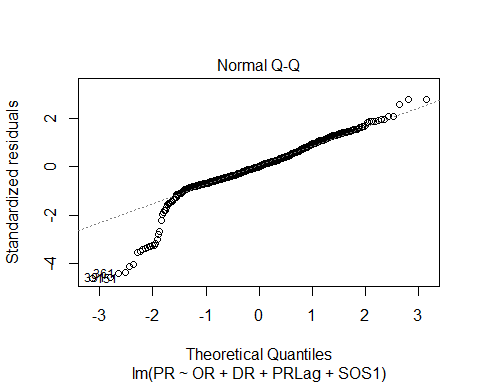 Normal Q-Q
Standardized residuals
2
0
-2
-4
-3
-2
-1
0
1
2
3
Theoretical Quantiles
lm(PR ~ OR + DR + PRLag + SOS1)